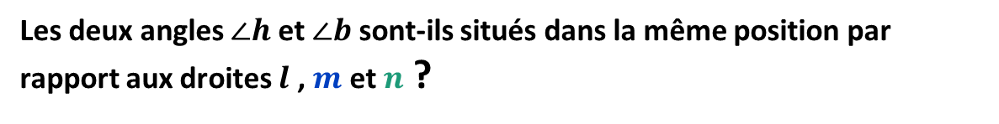 Les deux angles ∠h et ∠b sont-ils situés dans la même position par
rapport aux droites l , m et n ?